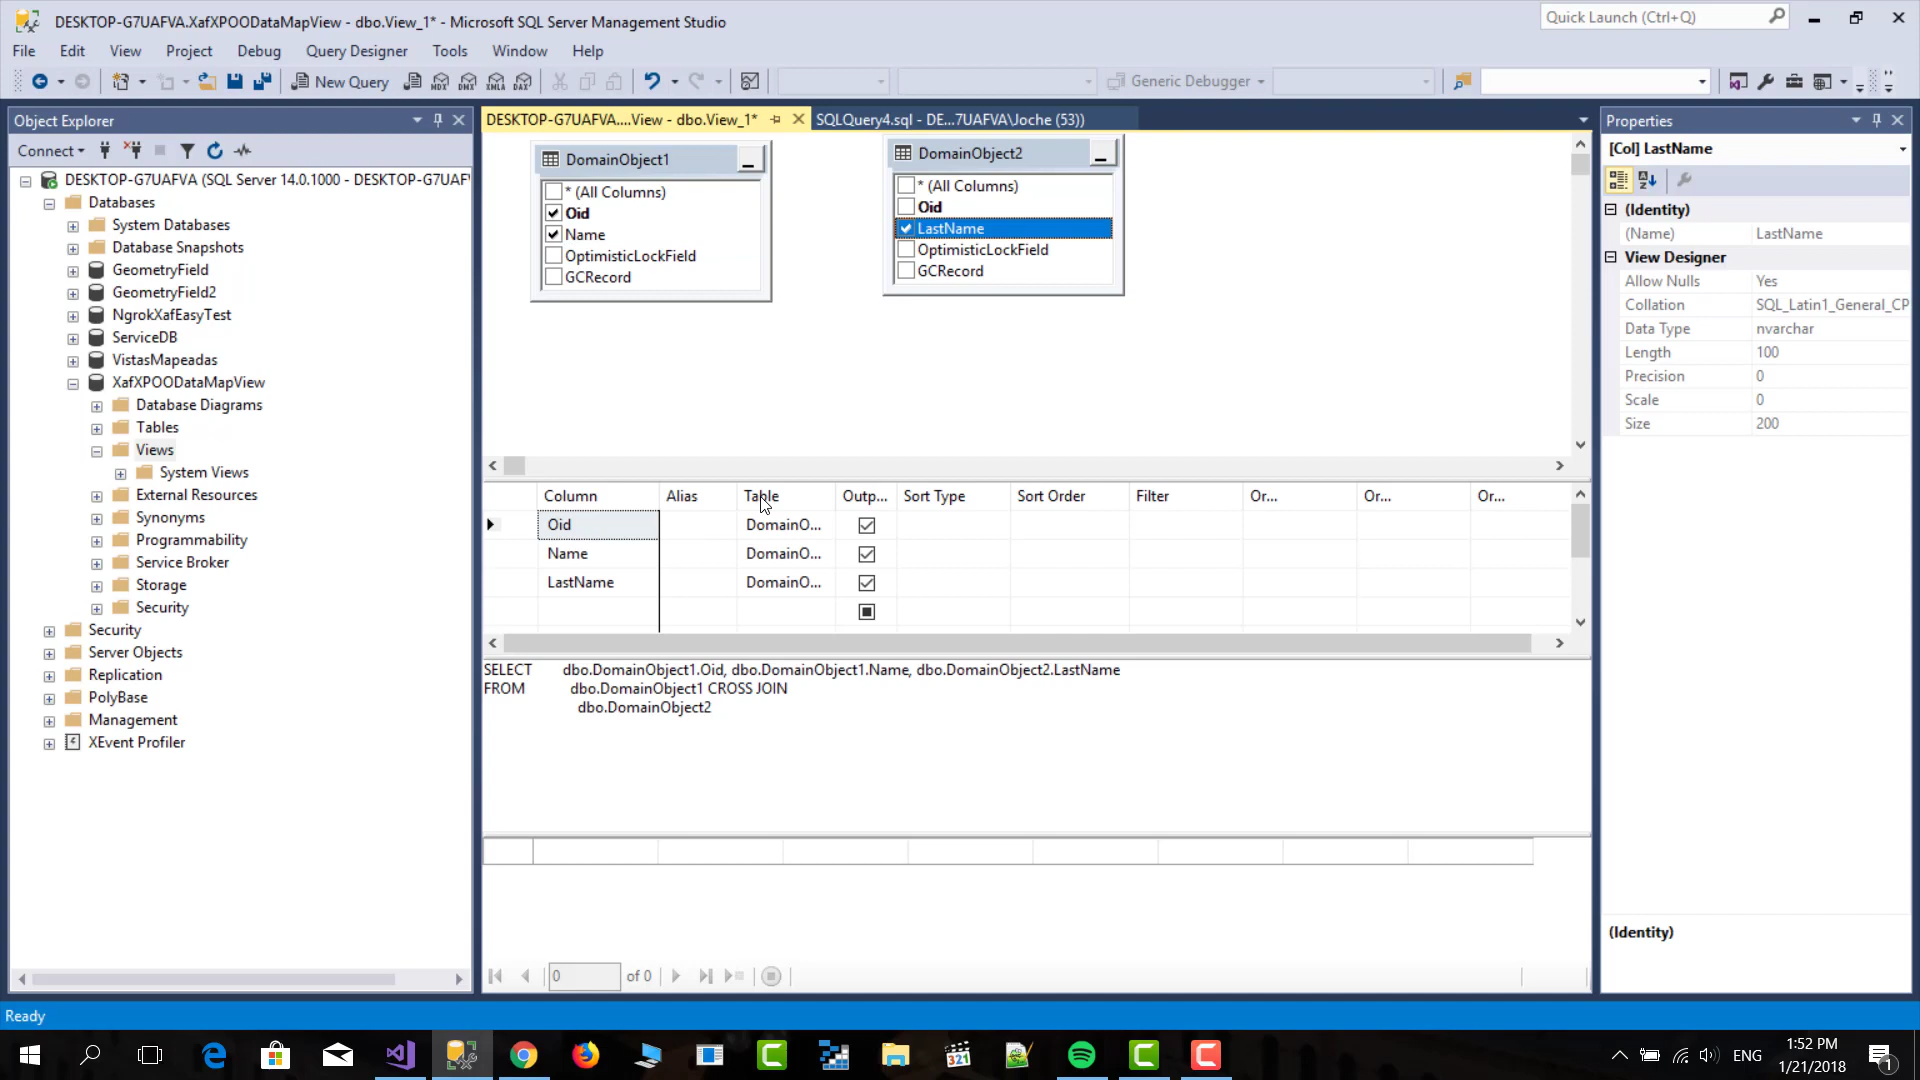 DESKTOP-G7UAFVA.XafXPOODataMapView - dbo.View_1* - Microsoft SQL Server Management Studio
Quick Launch (Ctrl+Q)
File Edit View Project Debug Query Designer Tools Window Help
New Query MDX DMX XMLA DAX Generic Debugger
Object Explorer
Connect
DESKTOP-G7UAFVA (SQL Server 14.0.1000 - DESKTOP-G7UAF
Databases
System Databases
Database Snapshots
GeometryField
GeometryField2
NgrokXafEasyTest
ServiceDB
VistasMapeadas
XafXPOODataMapView
Database Diagrams
Tables
Views
System Views
External Resources
Synonyms
Programmability
Service Broker
Storage
Security
Security
Server Objects
Replication
PolyBase
Management
XEvent Profiler
DESKTOP-G7UAFVA....View - dbo.View_1* SQLQuery4.sql - DE...7UAFVA\Joche (53))
DomainObject1
* (All Columns)
Oid
Name
OptimisticLockField
GCRecord
DomainObject2
* (All Columns)
Oid
LastName
OptimisticLockField
GCRecord
Column Alias Table Outp... Sort Type Sort Order Filter Or... Or... Or...
Oid DomainO...
Name DomainO...
LastName DomainO...
SELECT dbo.DomainObject1.Oid, dbo.DomainObject1.Name, dbo.DomainObject2.LastName
FROM dbo.DomainObject1 CROSS JOIN
dbo.DomainObject2
0 of 0
Properties
[Col] LastName
(Identity)
(Name) LastName
View Designer
Allow Nulls Yes
Collation SQL_Latin1_General_CP
Data Type nvarchar
Length 100
Precision 0
Scale 0
Size 200
(Identity)
Ready
321
ENG
1:52 PM
1/21/2018
1